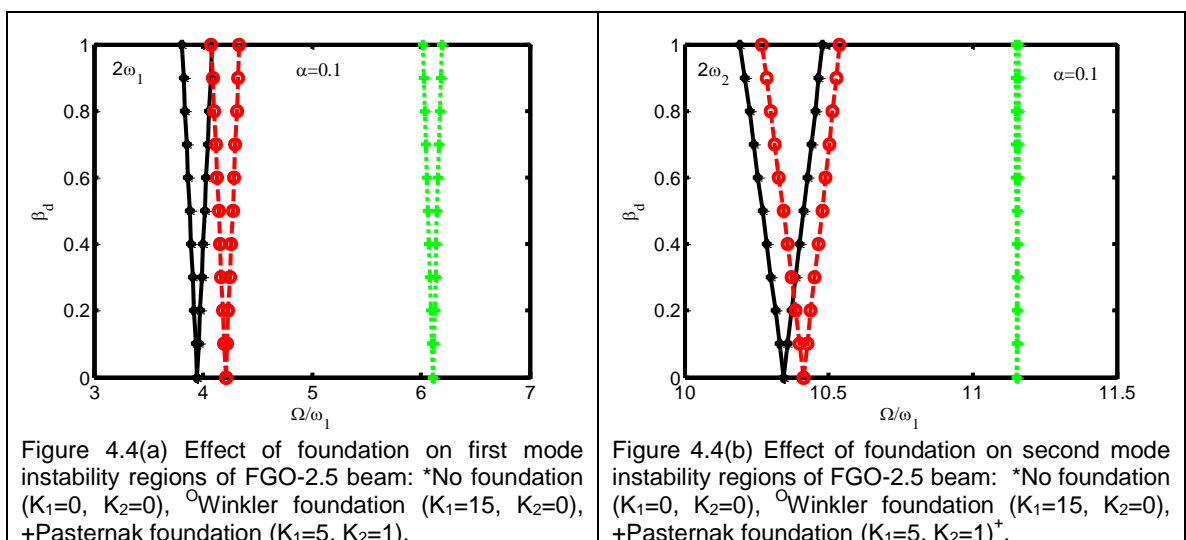 1
0.8
0.6
0.4
0.2
0
β_d
2ω₁
α=0.1
3 4 5 6 7
Ω/ω₁
Figure 4.4(a) Effect of foundation on first mode
instability regions of FGO-2.5 beam: *No foundation
(K₁=0, K₂=0), ᴼWinkler foundation (K₁=15, K₂=0),
+Pasternak foundation (K₁=5, K₂=1).
1
0.8
0.6
0.4
0.2
0
β_d
2ω₂
α=0.1
10 10.5 11 11.5
Ω/ω₁
Figure 4.4(b) Effect of foundation on second mode
instability regions of FGO-2.5 beam: *No foundation
(K₁=0, K₂=0), ᴼWinkler foundation (K₁=15, K₂=0),
+Pasternak foundation (K₁=5, K₂=1)⁺.